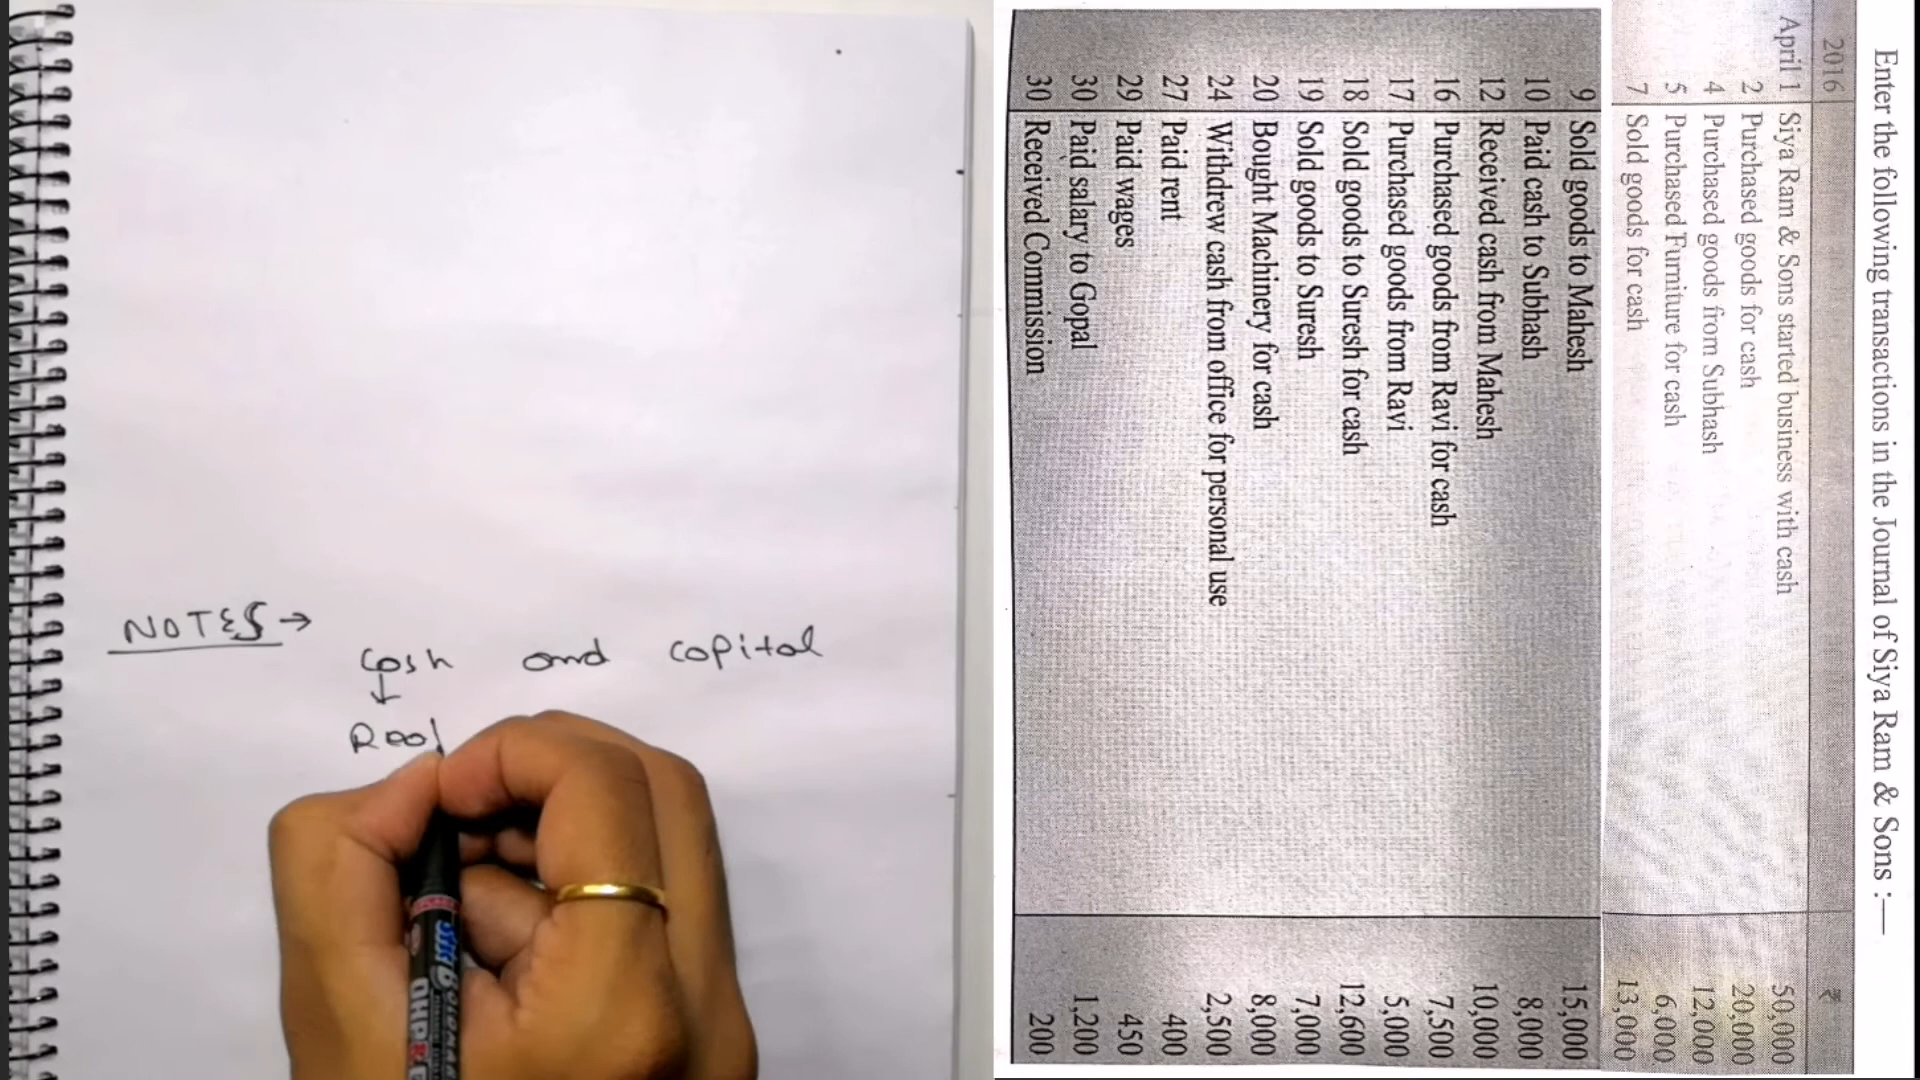 NOTES →
Cash and capital
↓
Real
Enter the following transactions in the Journal of Siya Ram & Sons :—
2016 ₹
April 1 Siya Ram & Sons started business with cash 50,000
2 Purchased goods for cash 20,000
4 Purchased goods from Subhash 12,000
5 Purchased Furniture for cash 6,000
7 Sold goods for cash 13,000
9 Sold goods to Mahesh 15,000
10 Paid cash to Subhash 8,000
12 Received cash from Mahesh 10,000
16 Purchased goods from Ravi for cash 7,500
17 Purchased goods from Ravi 5,000
18 Sold goods to Suresh for cash 12,600
19 Sold goods to Suresh 7,000
20 Bought Machinery for cash 8,000
24 Withdrew cash from office for personal use 2,500
27 Paid rent 400
29 Paid wages 450
30 Paid salary to Gopal 1,200
30 Received Commission 200